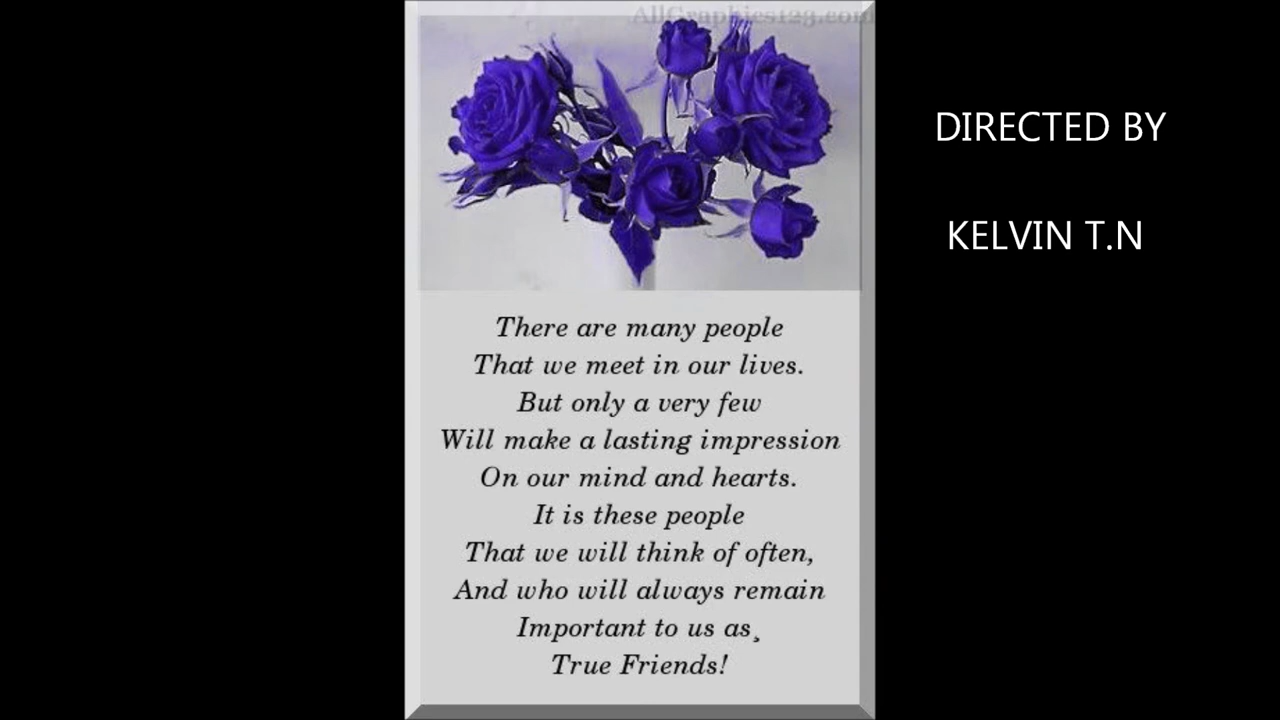 AllGraphics123.com
DIRECTED BY
KELVIN T.N
There are many people
That we meet in our lives.
But only a very few
Will make a lasting impression
On our mind and hearts.
It is these people
That we will think of often,
And who will always remain
Important to us as¸
True Friends!